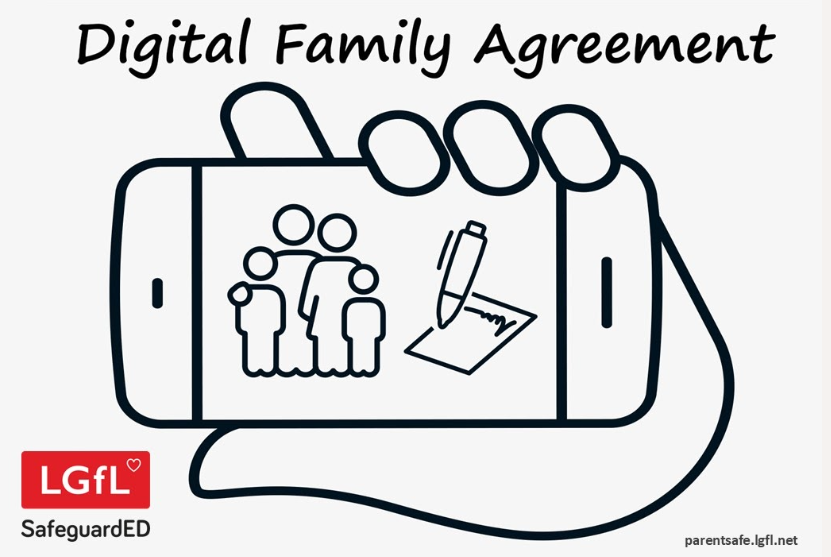 Digital Family Agreement
LGfL
SafeguardED
parentsafe.lgfl.net